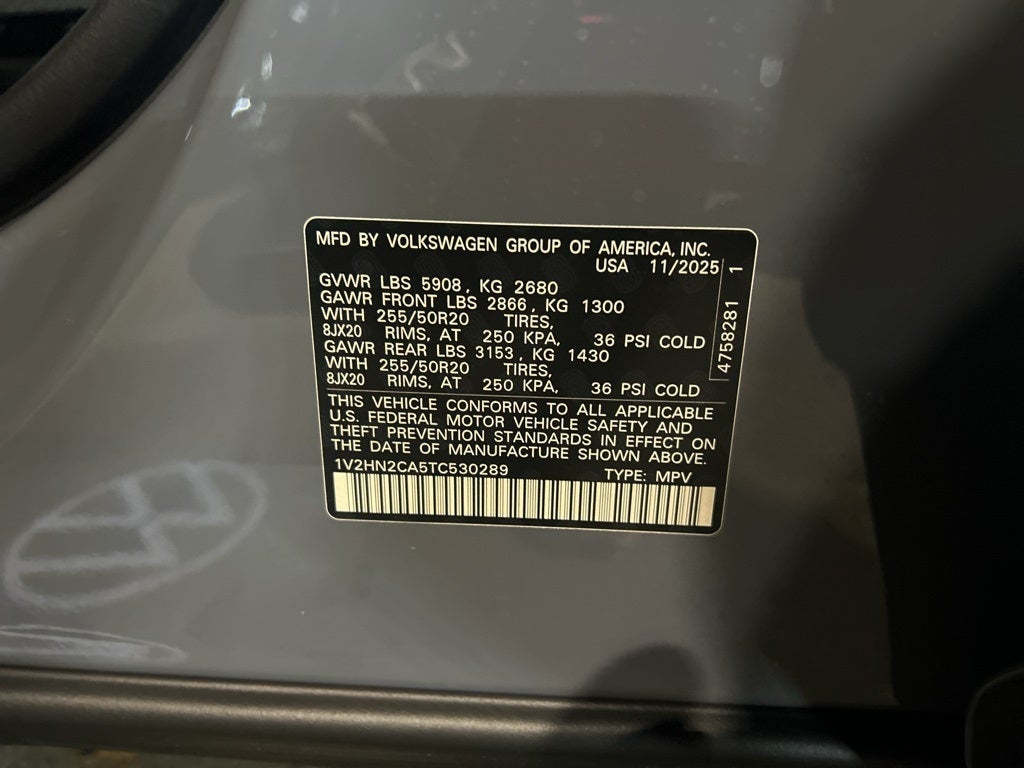 MFD BY VOLKSWAGEN GROUP OF AMERICA, INC.
USA 11/2025
GVWR LBS 5908, KG 2680
GAWR FRONT LBS 2866, KG 1300
WITH 255/50R20 TIRES,
8JX20 RIMS, AT 250 KPA, 36 PSI COLD
GAWR REAR LBS 3153, KG 1430
WITH 255/50R20 TIRES,
8JX20 RIMS, AT 250 KPA, 36 PSI COLD
THIS VEHICLE CONFORMS TO ALL APPLICABLE
U.S. FEDERAL MOTOR VEHICLE SAFETY AND
THEFT PREVENTION STANDARDS IN EFFECT ON
THE DATE OF MANUFACTURE SHOWN ABOVE.
1V2HN2CA5TC530289 TYPE: MPV
4758281 1